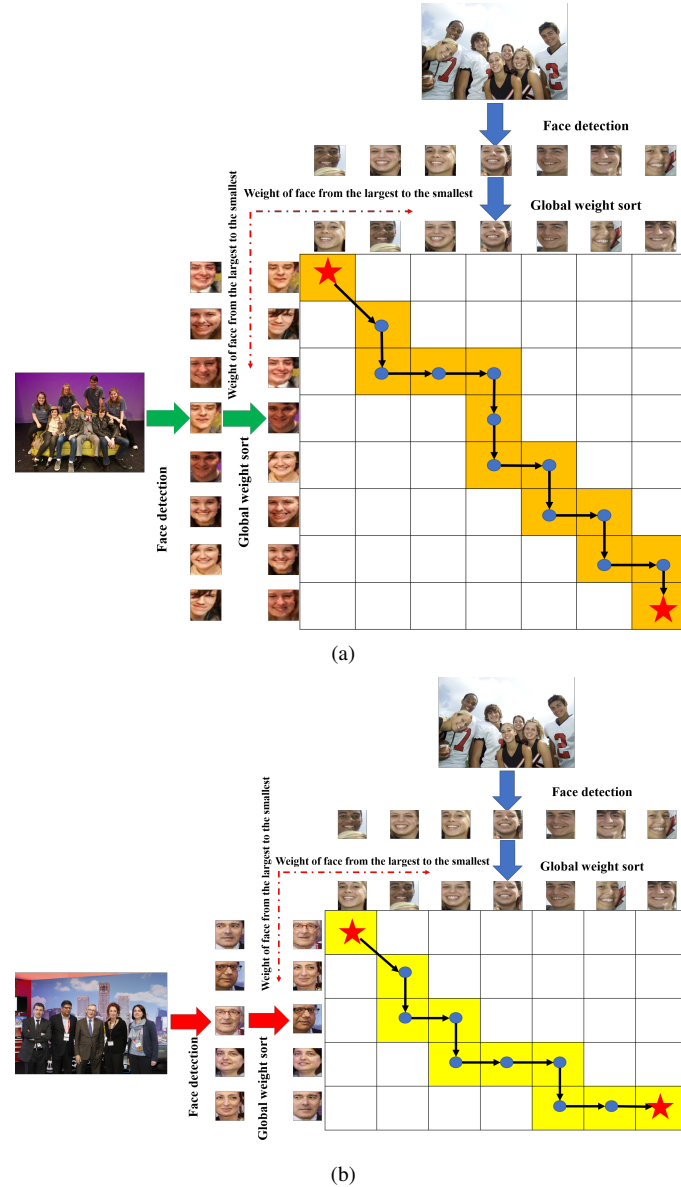 Face detection
Weight of face from the largest to the smallest
Global weight sort
Weight of face from the largest to the smallest
Face detection
Global weight sort
(a)
Face detection
Weight of face from the largest to the smallest
Global weight sort
Weight of face from the largest to the smallest
Face detection
Global weight sort
(b)